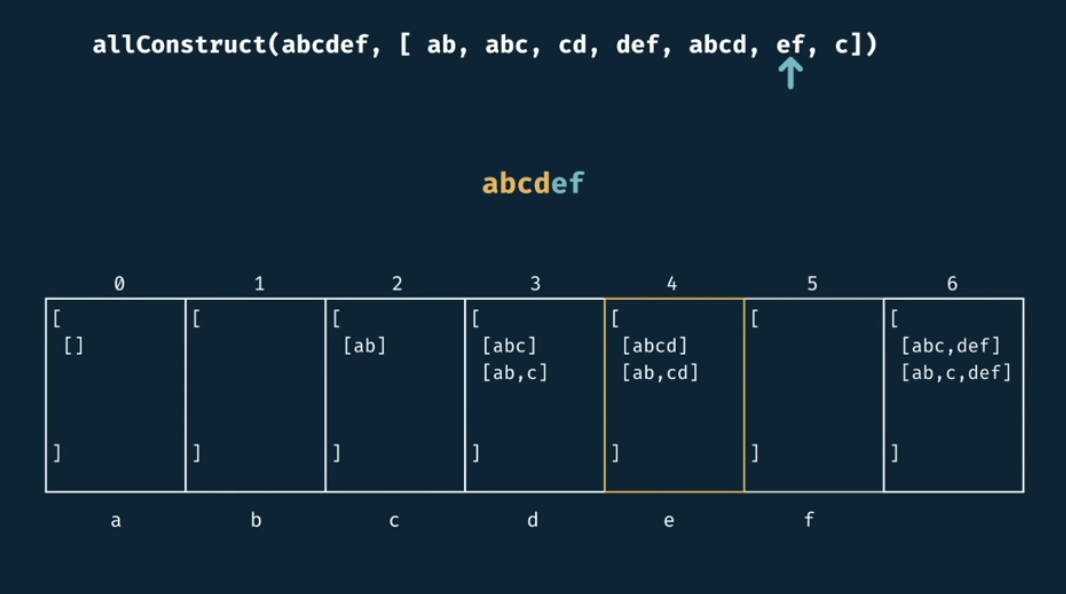 allConstruct(abcdef, [ ab, abc, cd, def, abcd, ef, c])
abcdef
0 1 2 3 4 5 6
[ [ [ [ [ [ [
[] [ab] [abc] [abcd] [abc,def]
[ab,c] [ab,cd] [ab,c,def]
] ] ] ] ] ] ]
a b c d e f